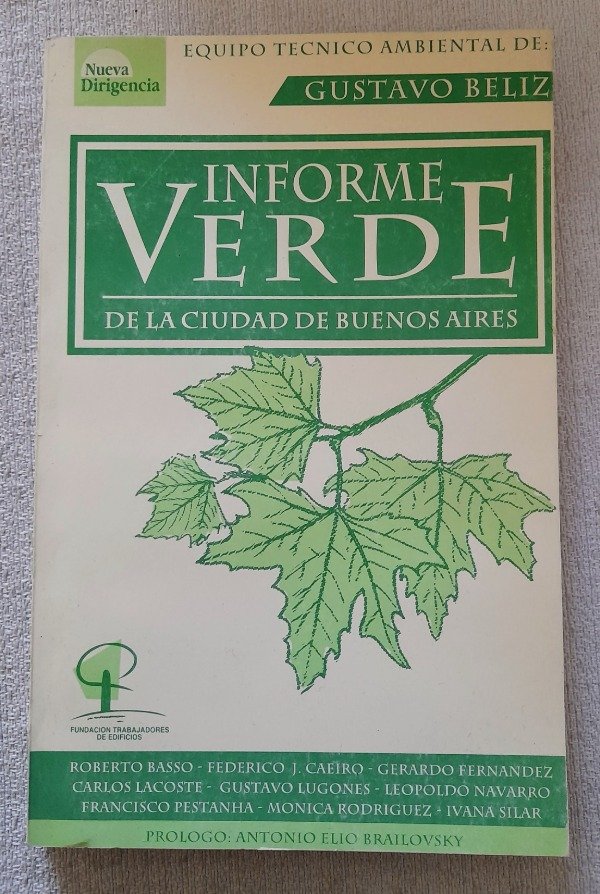 Nueva
Dirigencia
EQUIPO TECNICO AMBIENTAL DE:
GUSTAVO BELIZ
INFORME
VERDE
DE LA CIUDAD DE BUENOS AIRES
FUNDACION TRABAJADORES
DE EDIFICIOS
ROBERTO BASSO - FEDERICO J. CAEIRO - GERARDO FERNANDEZ
CARLOS LACOSTE - GUSTAVO LUGONES - LEOPOLDO NAVARRO
FRANCISCO PESTANHA - MONICA RODRIGUEZ - IVANA SILAR
PROLOGO: ANTONIO ELIO BRAILOVSKY